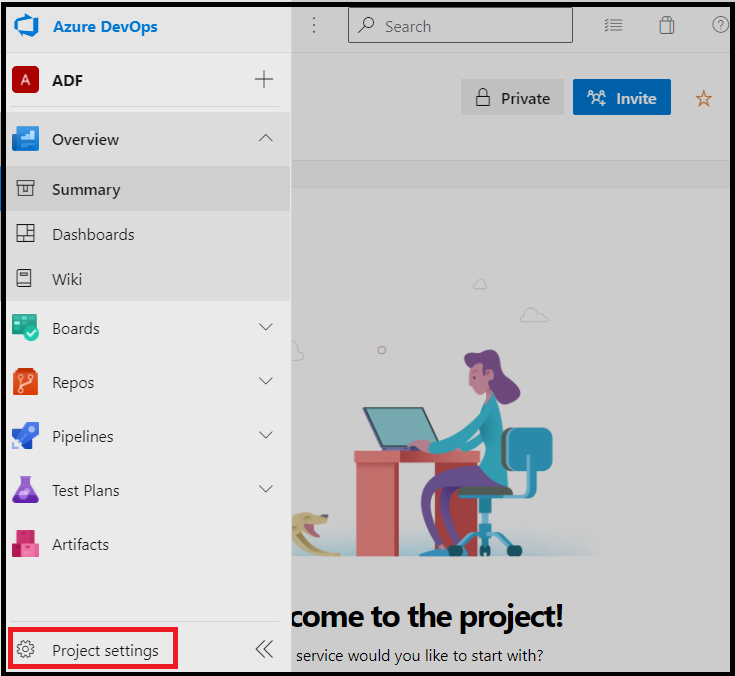 Azure DevOps
Search
A ADF
Private
Invite
Overview
Summary
Dashboards
Wiki
Boards
Repos
Pipelines
Test Plans
Artifacts
come to the project!
Project settings
service would you like to start with?